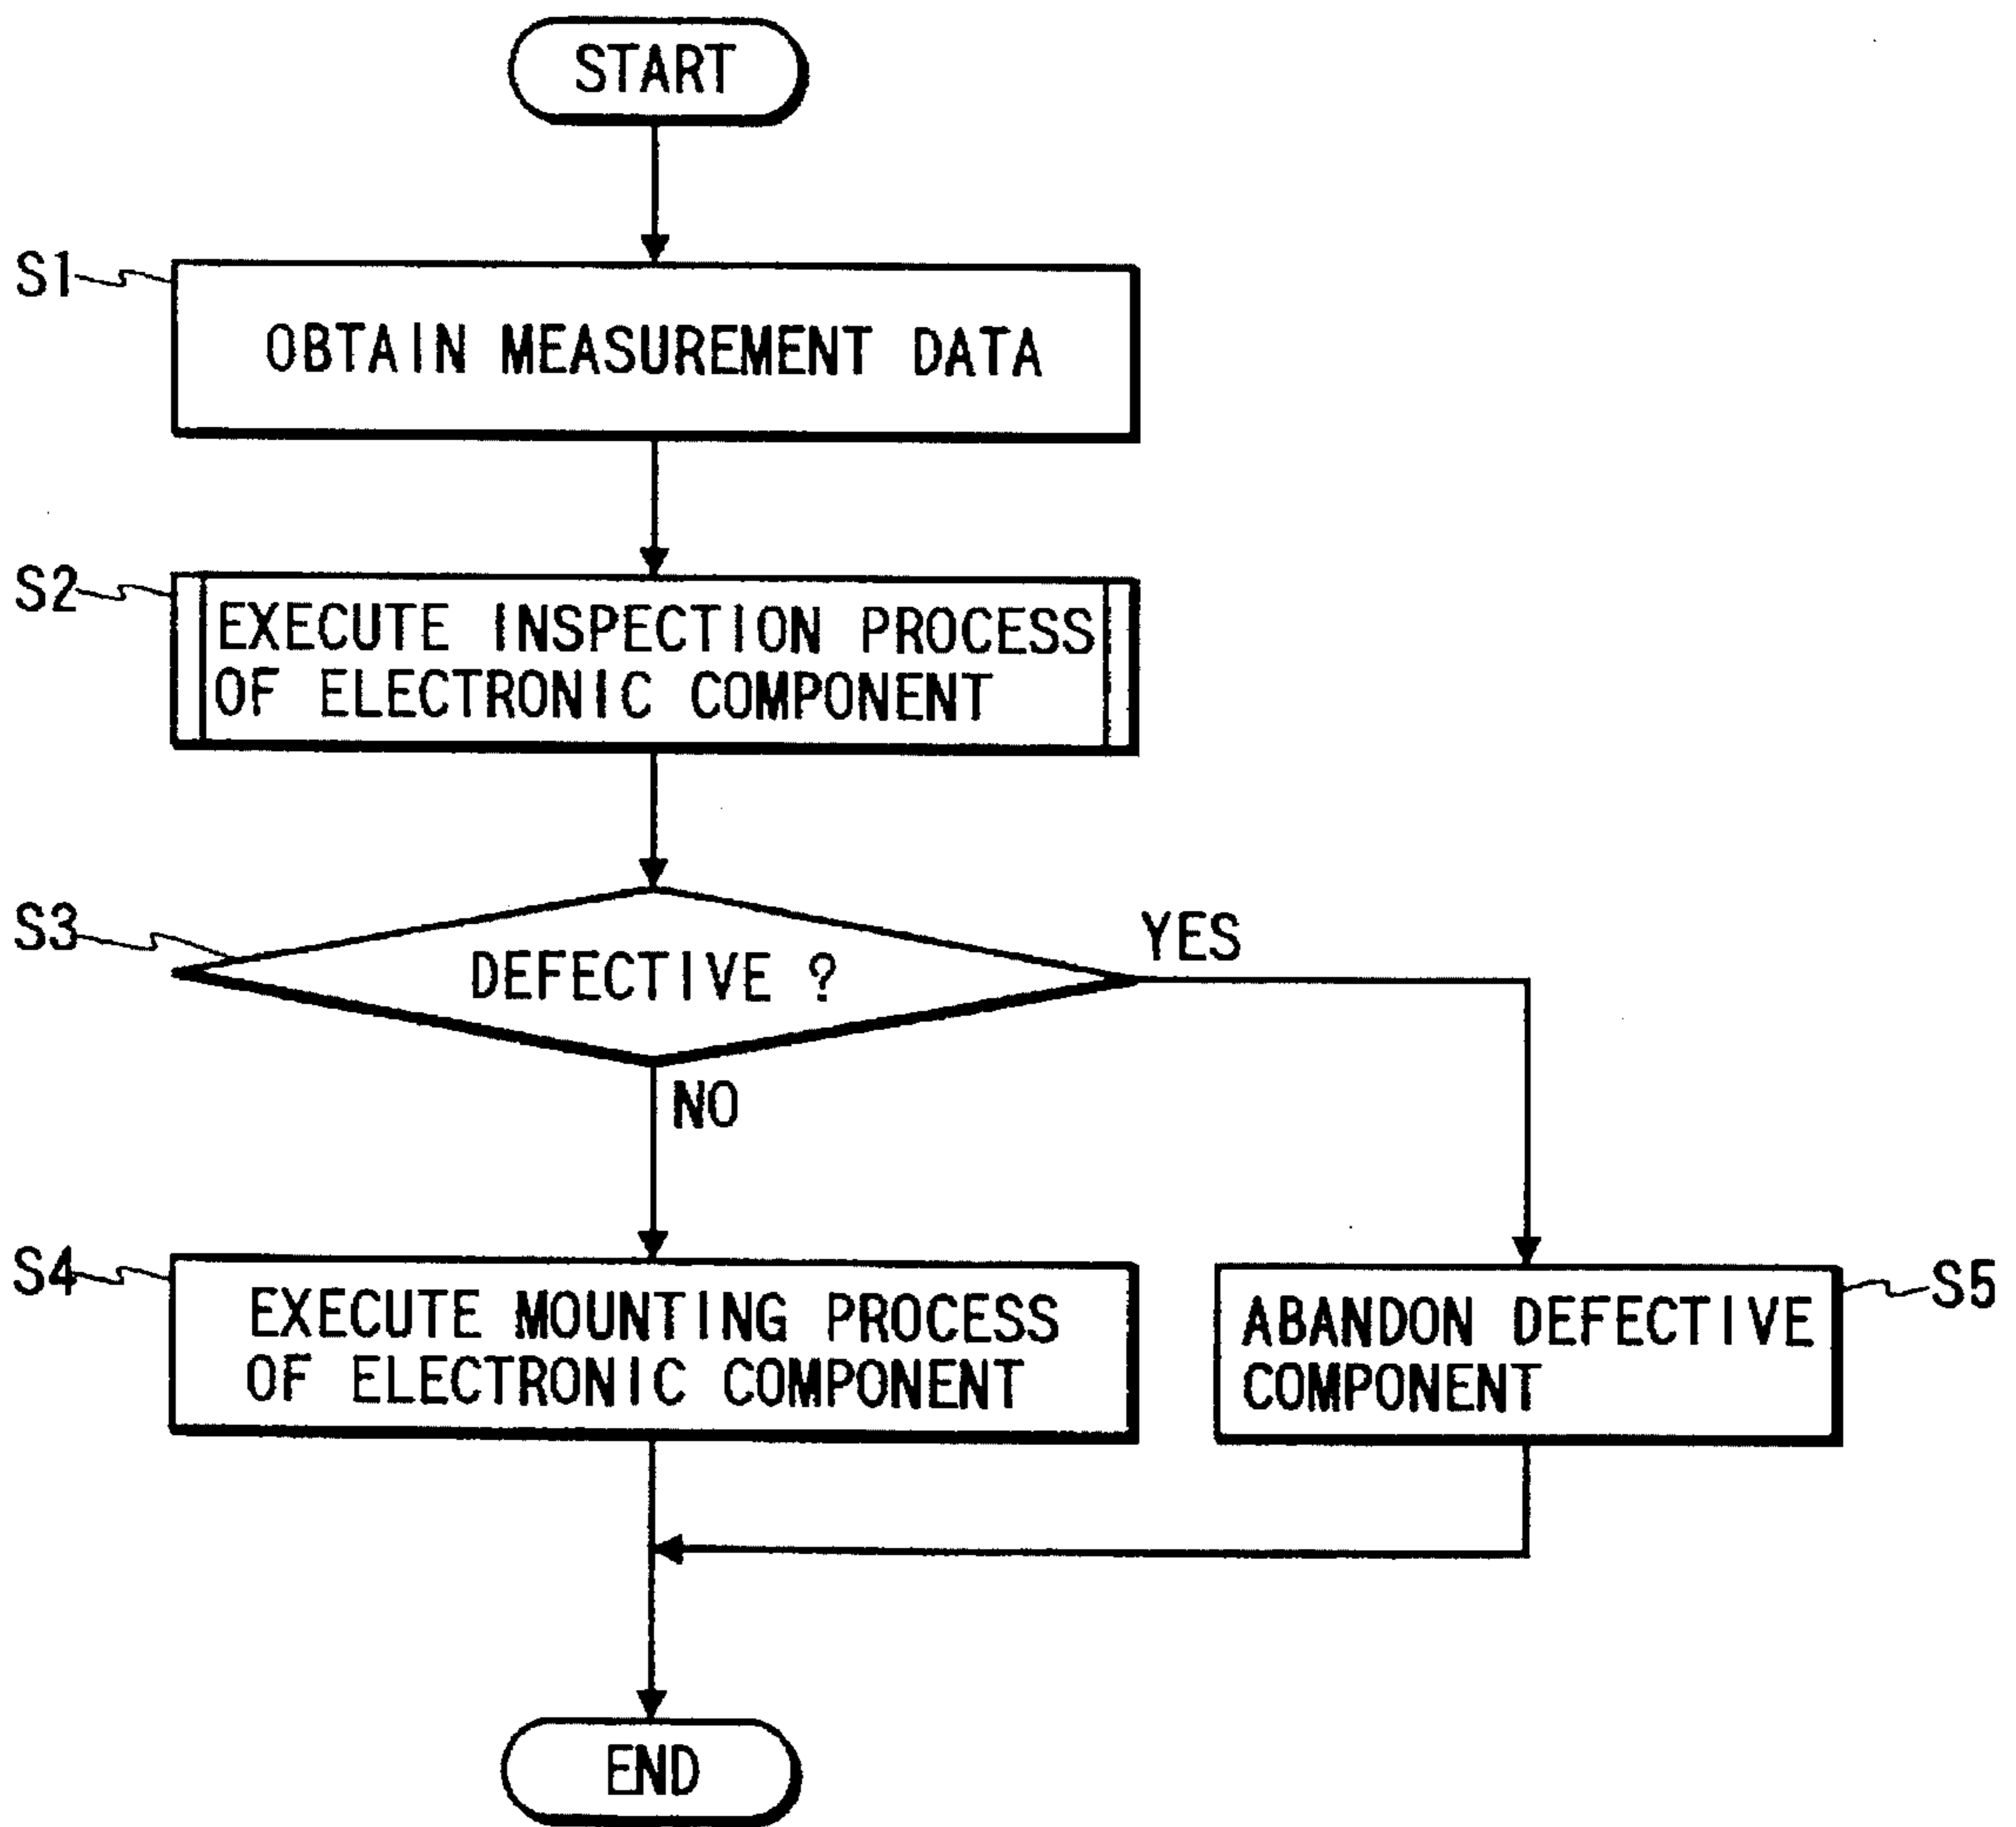 START
S1
OBTAIN MEASUREMENT DATA
S2
EXECUTE INSPECTION PROCESS
OF ELECTRONIC COMPONENT
S3
DEFECTIVE ?
YES
NO
S4
EXECUTE MOUNTING PROCESS
OF ELECTRONIC COMPONENT
ABANDON DEFECTIVE
COMPONENT
S5
END